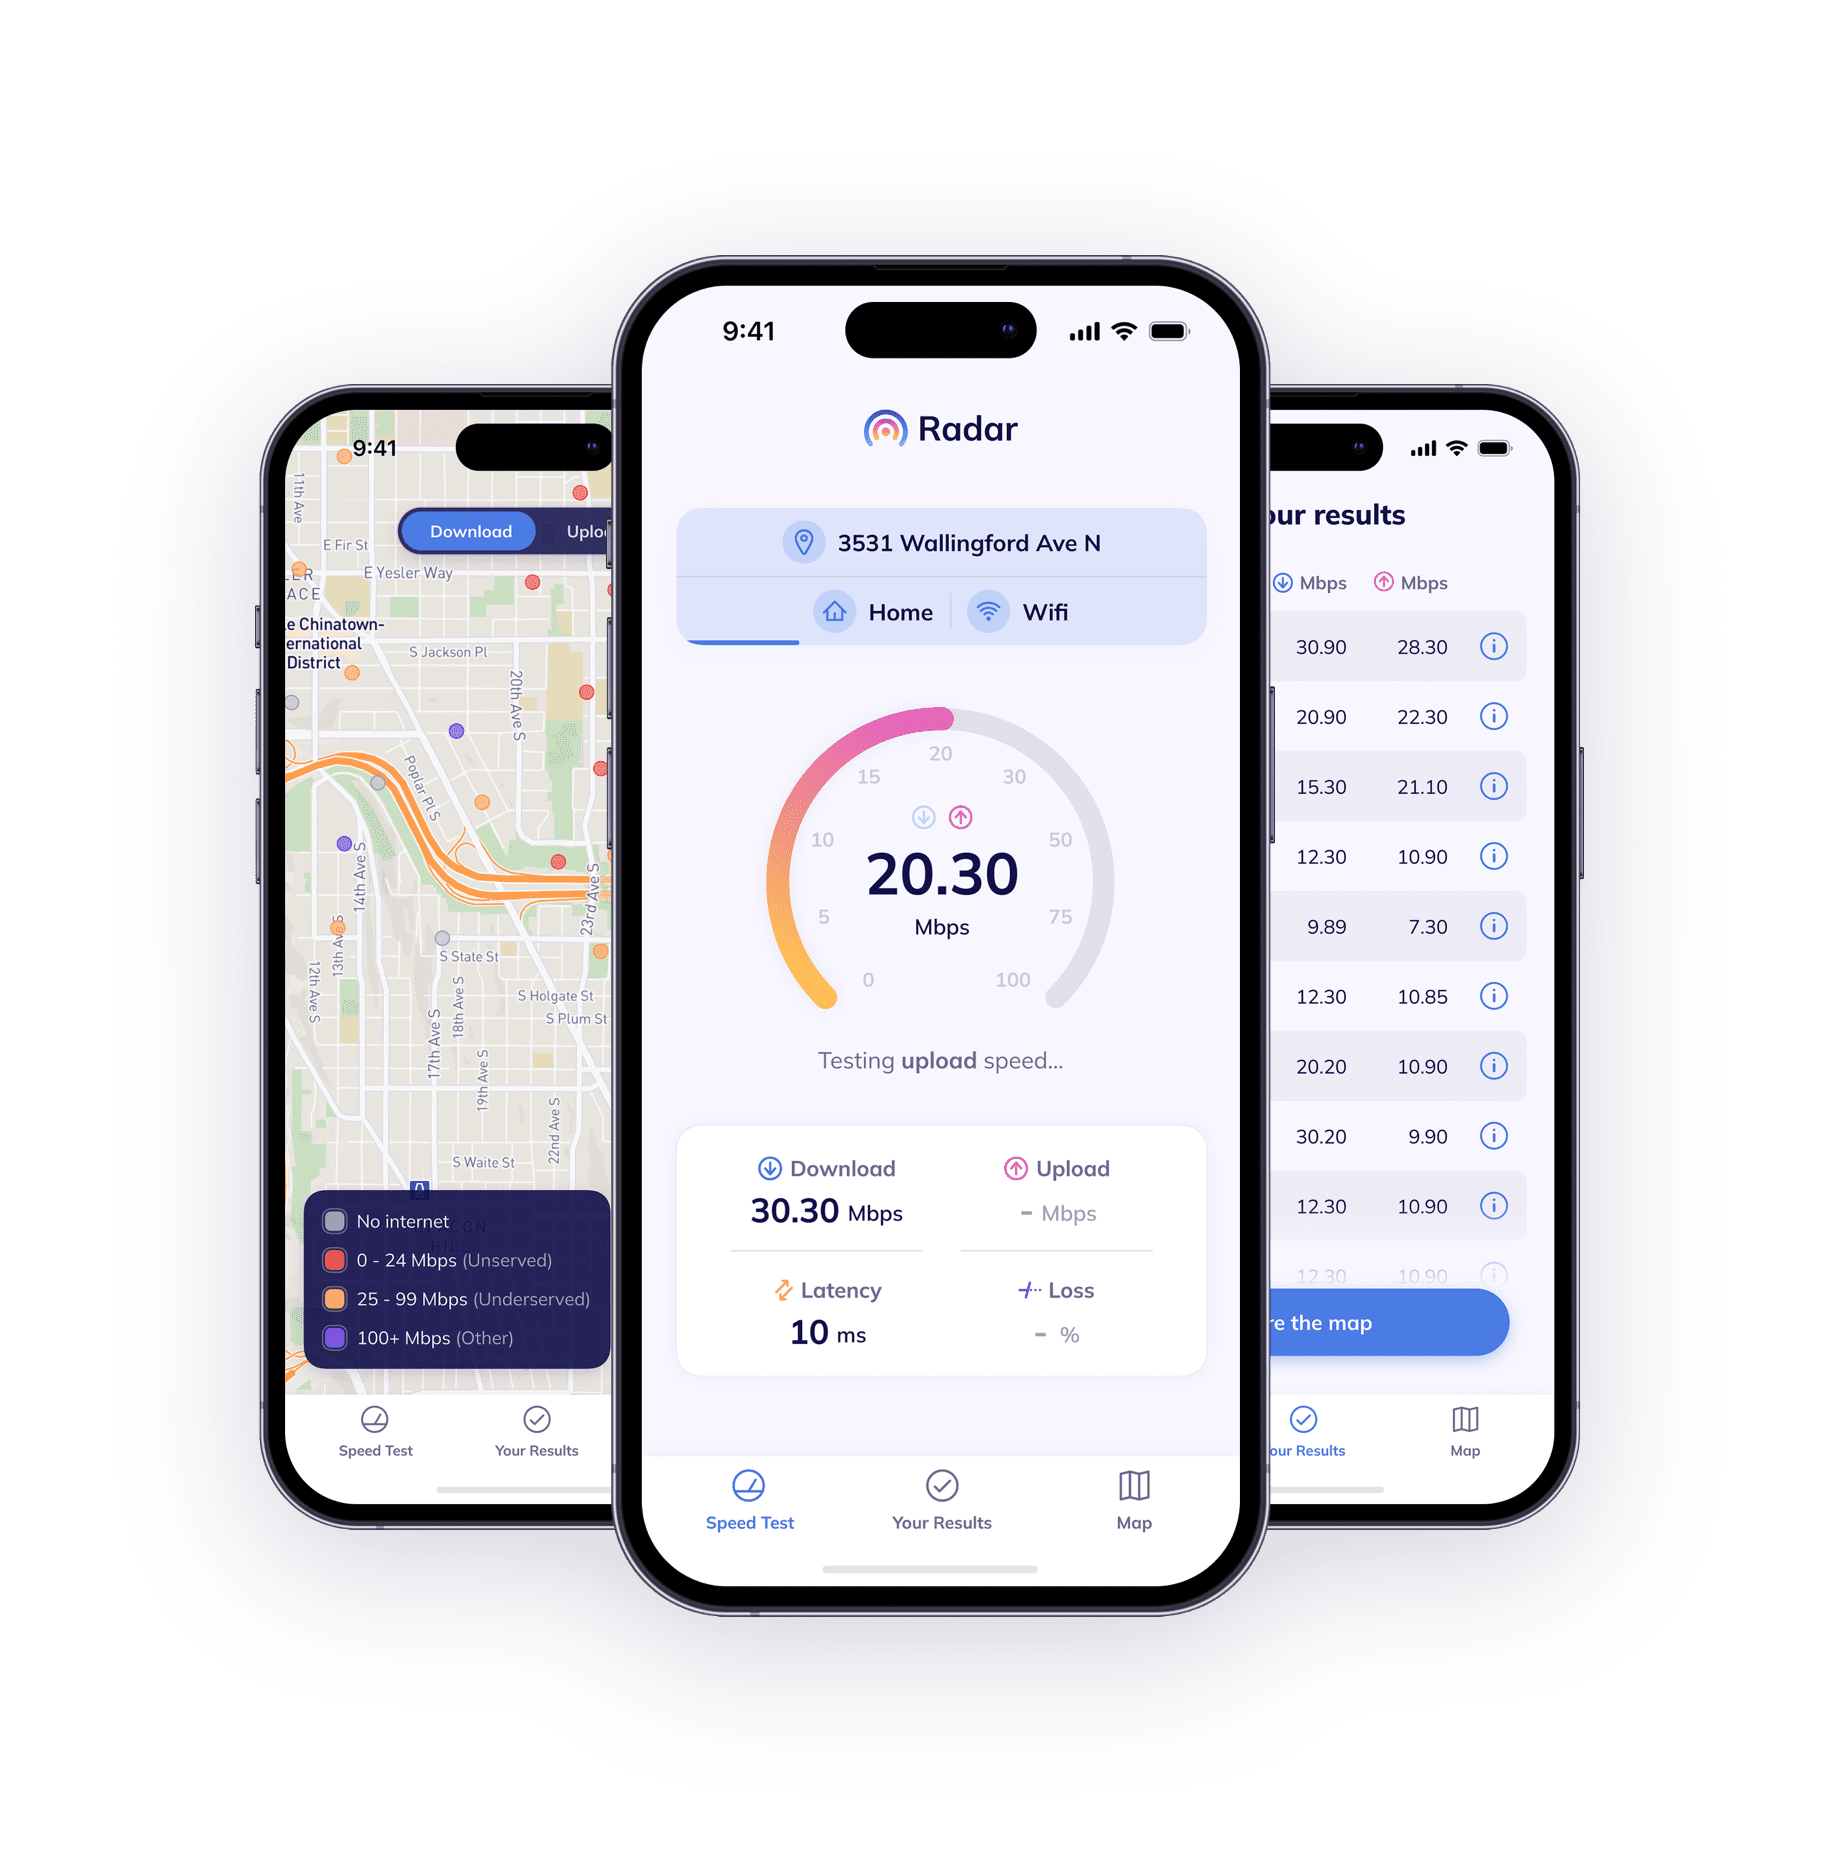 9:41
Download Uplo
11th Ave
E Fir St
E Yesler Way
LER
ACE
e Chinatown-
ernational
District
S Jackson Pl
20th Ave S
Poplar Pl S
14th Ave S
23rd Ave S
13th Ave S
12th Ave S
S State St
18th Ave S
S Holgate St
S Plum St
17th Ave S
19th Ave S
22nd Ave S
S Waite St
No internet
0 - 24 Mbps (Unserved)
25 - 99 Mbps (Underserved)
100+ Mbps (Other)
Speed Test Your Results
9:41
Radar
3531 Wallingford Ave N
Home Wifi
20
15 30
10 50
20.30
5 75
Mbps
0 100
Testing upload speed...
Download Upload
30.30 Mbps - Mbps
Latency Loss
10 ms - %
Speed Test Your Results Map
our results
Mbps Mbps
30.90 28.30
20.90 22.30
15.30 21.10
12.30 10.90
9.89 7.30
12.30 10.85
20.20 10.90
30.20 9.90
12.30 10.90
12.30 10.90
re the map
our Results Map